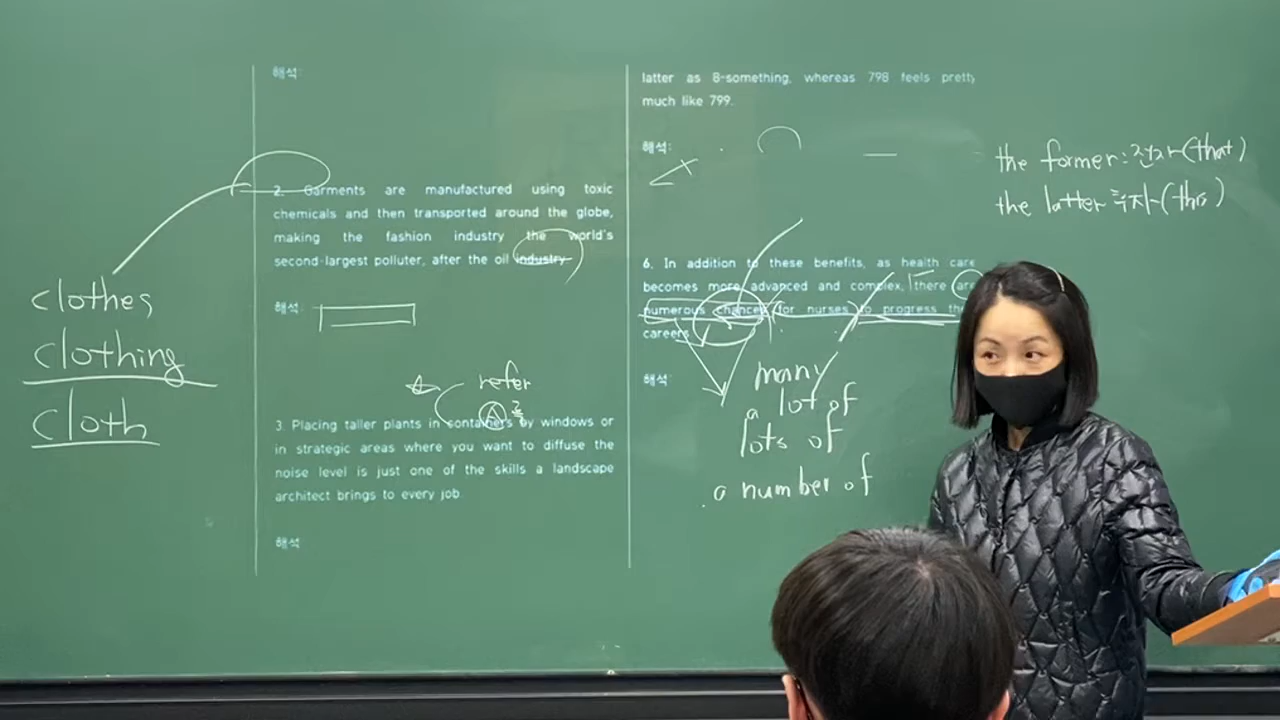 해석:
2. Garments are manufactured using toxic
chemicals and then transported around the globe,
making the fashion industry the world's
second-largest polluter, after the oil industry
해석:
refer
A
3. Placing taller plants in containers by windows or
in strategic areas where you want to diffuse the
noise level is just one of the skills a landscape
architect brings to every job.
해석
clothes
clothing
cloth
latter as 8-something, whereas 798 feels pretty
much like 799.
해석:
6. In addition to these benefits, as health care
becomes more advanced and complex, there are
numerous chances for nurses to progress
careers
해석:
many
a lot of
lots of
a number of
the former: 전자(that)
the latter 후자(this)